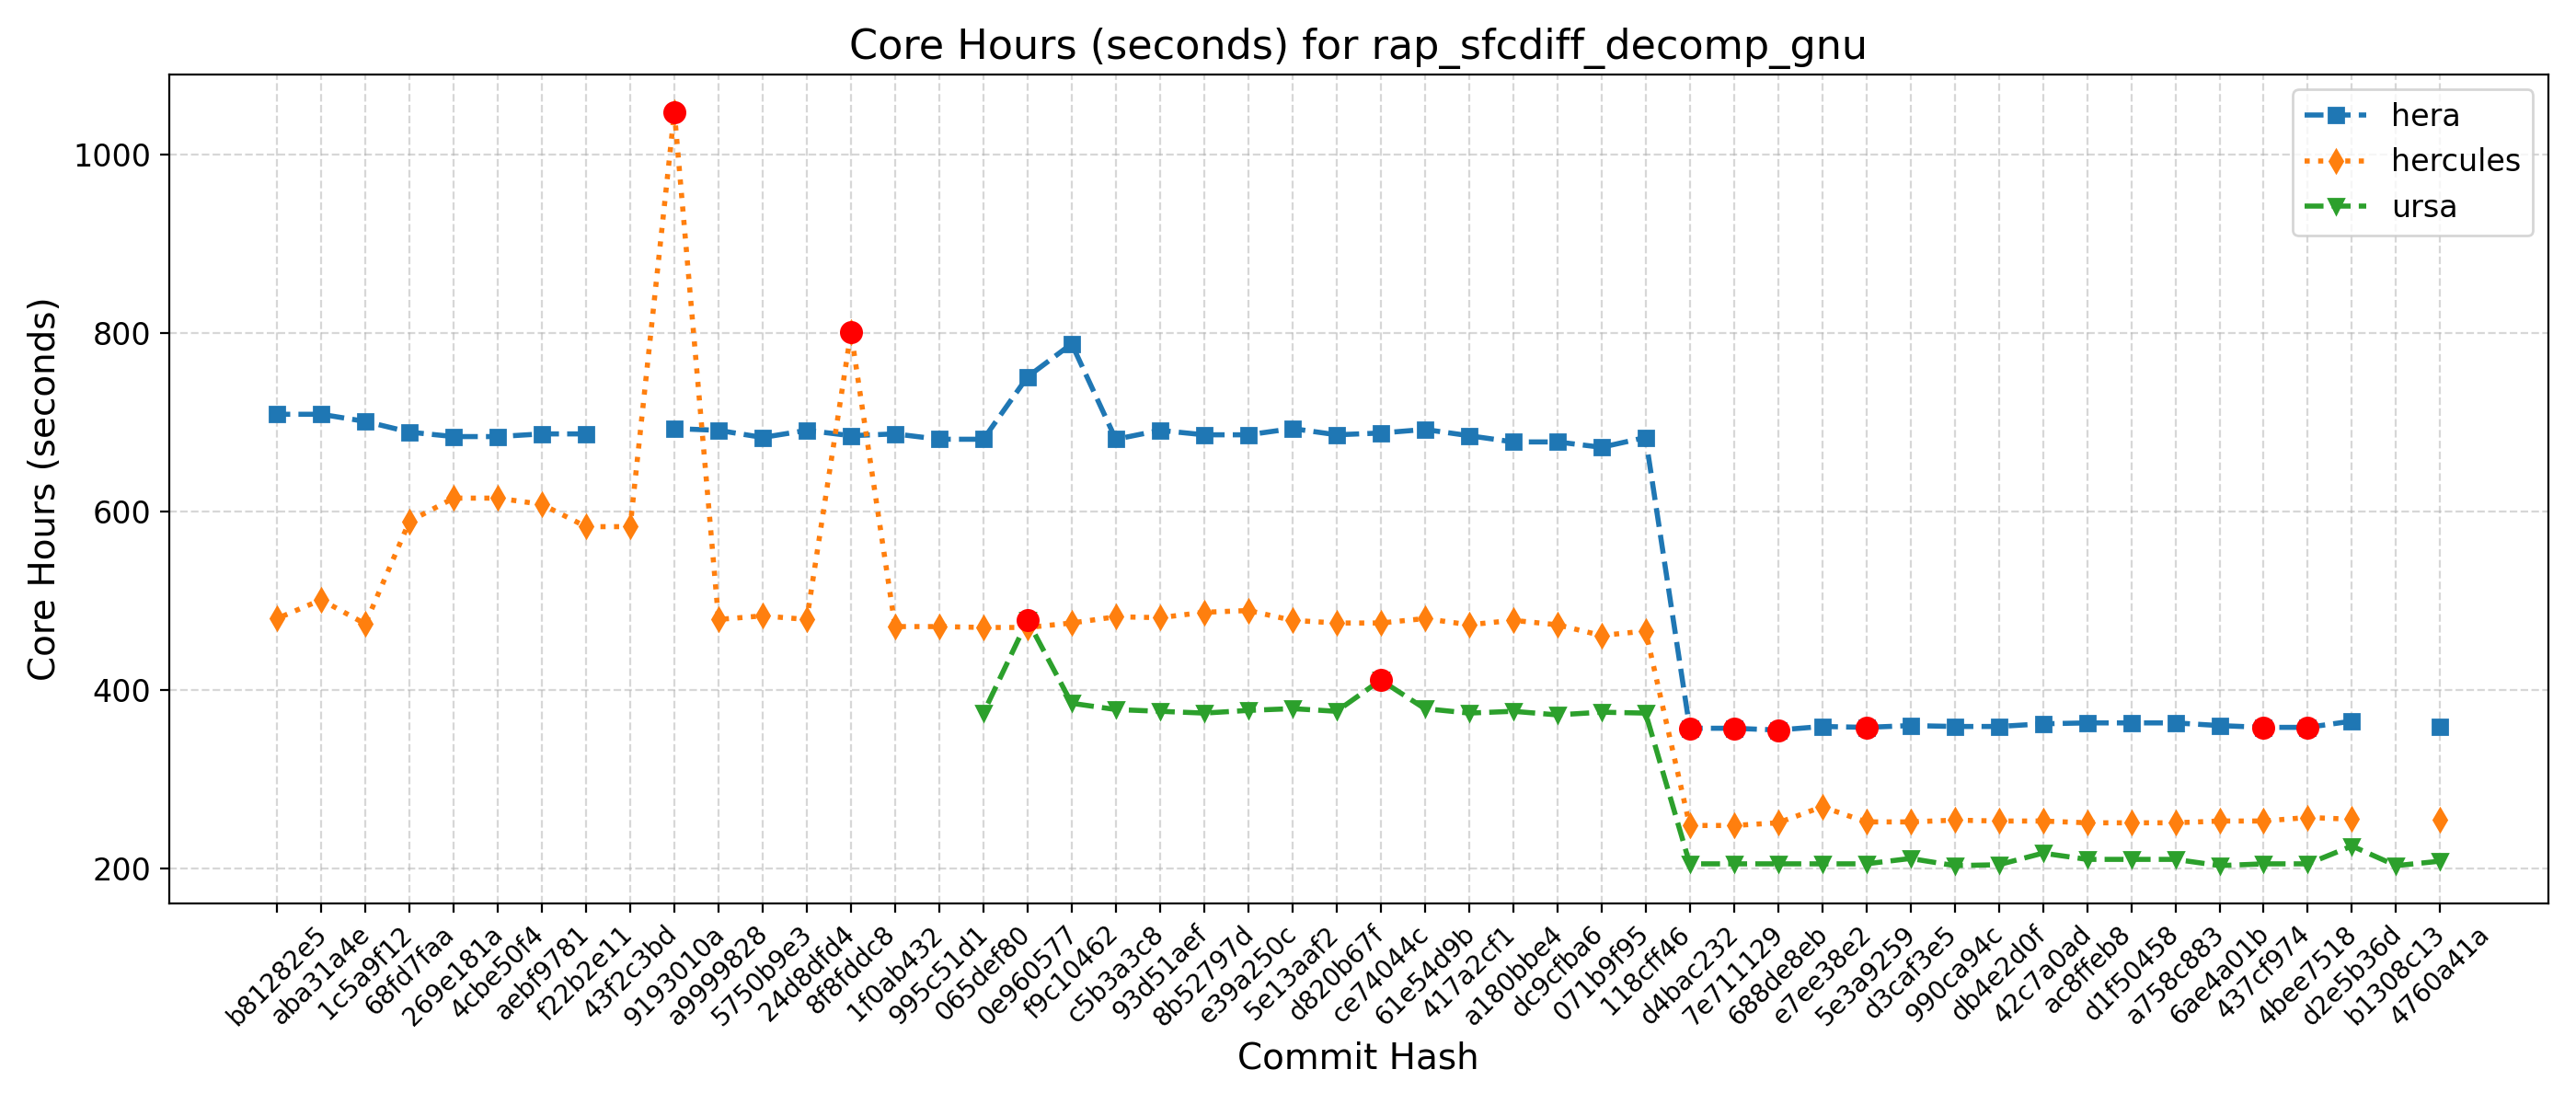 Core Hours (seconds) for rap_sfcdiff_decomp_gnu
Core Hours (seconds)
1000
800
600
400
200
hera
hercules
ursa
b81282e5
aba31a4e
1c5a9f12
68fd7faa
269e181a
4cbe50f4
aebf9781
f22b2e11
43f2c3bd
9193010a
a9999828
5750b9e3
24d8dfd4
8f8fddc8
1f0ab432
995c51d1
065def80
0e960577
f9c10462
c5b3a3c8
93d51aef
8b52797d
e39a250c
5e13aaf2
d820b67f
ce74044c
61e54d9b
417a2cf1
a180bbe4
dc9cfba6
071b9f95
118cff46
d4bac232
7e711129
688de8eb
e7ee38e2
5e3a9259
d3caf3e5
990ca94c
db4e2d0f
42c7a0ad
ac8ffeb8
d1f50458
a758c883
6ae4a01b
437cf974
4bee7518
d2e5b36d
b1308c13
4760a41a
Commit Hash